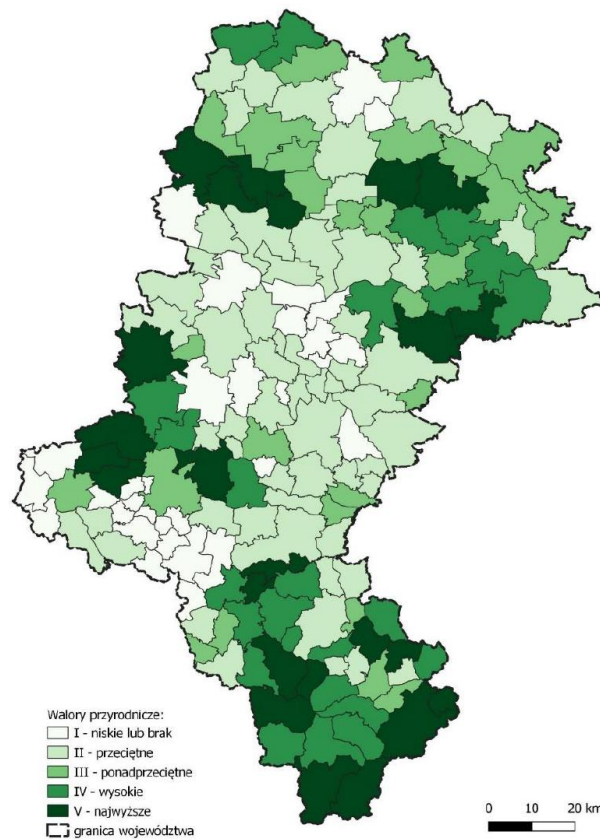 Walory przyrodnicze:
I - niskie lub brak
II - przeciętne
III - ponadprzeciętne
IV - wysokie
V - najwyższe
granica województwa
0 10 20 km